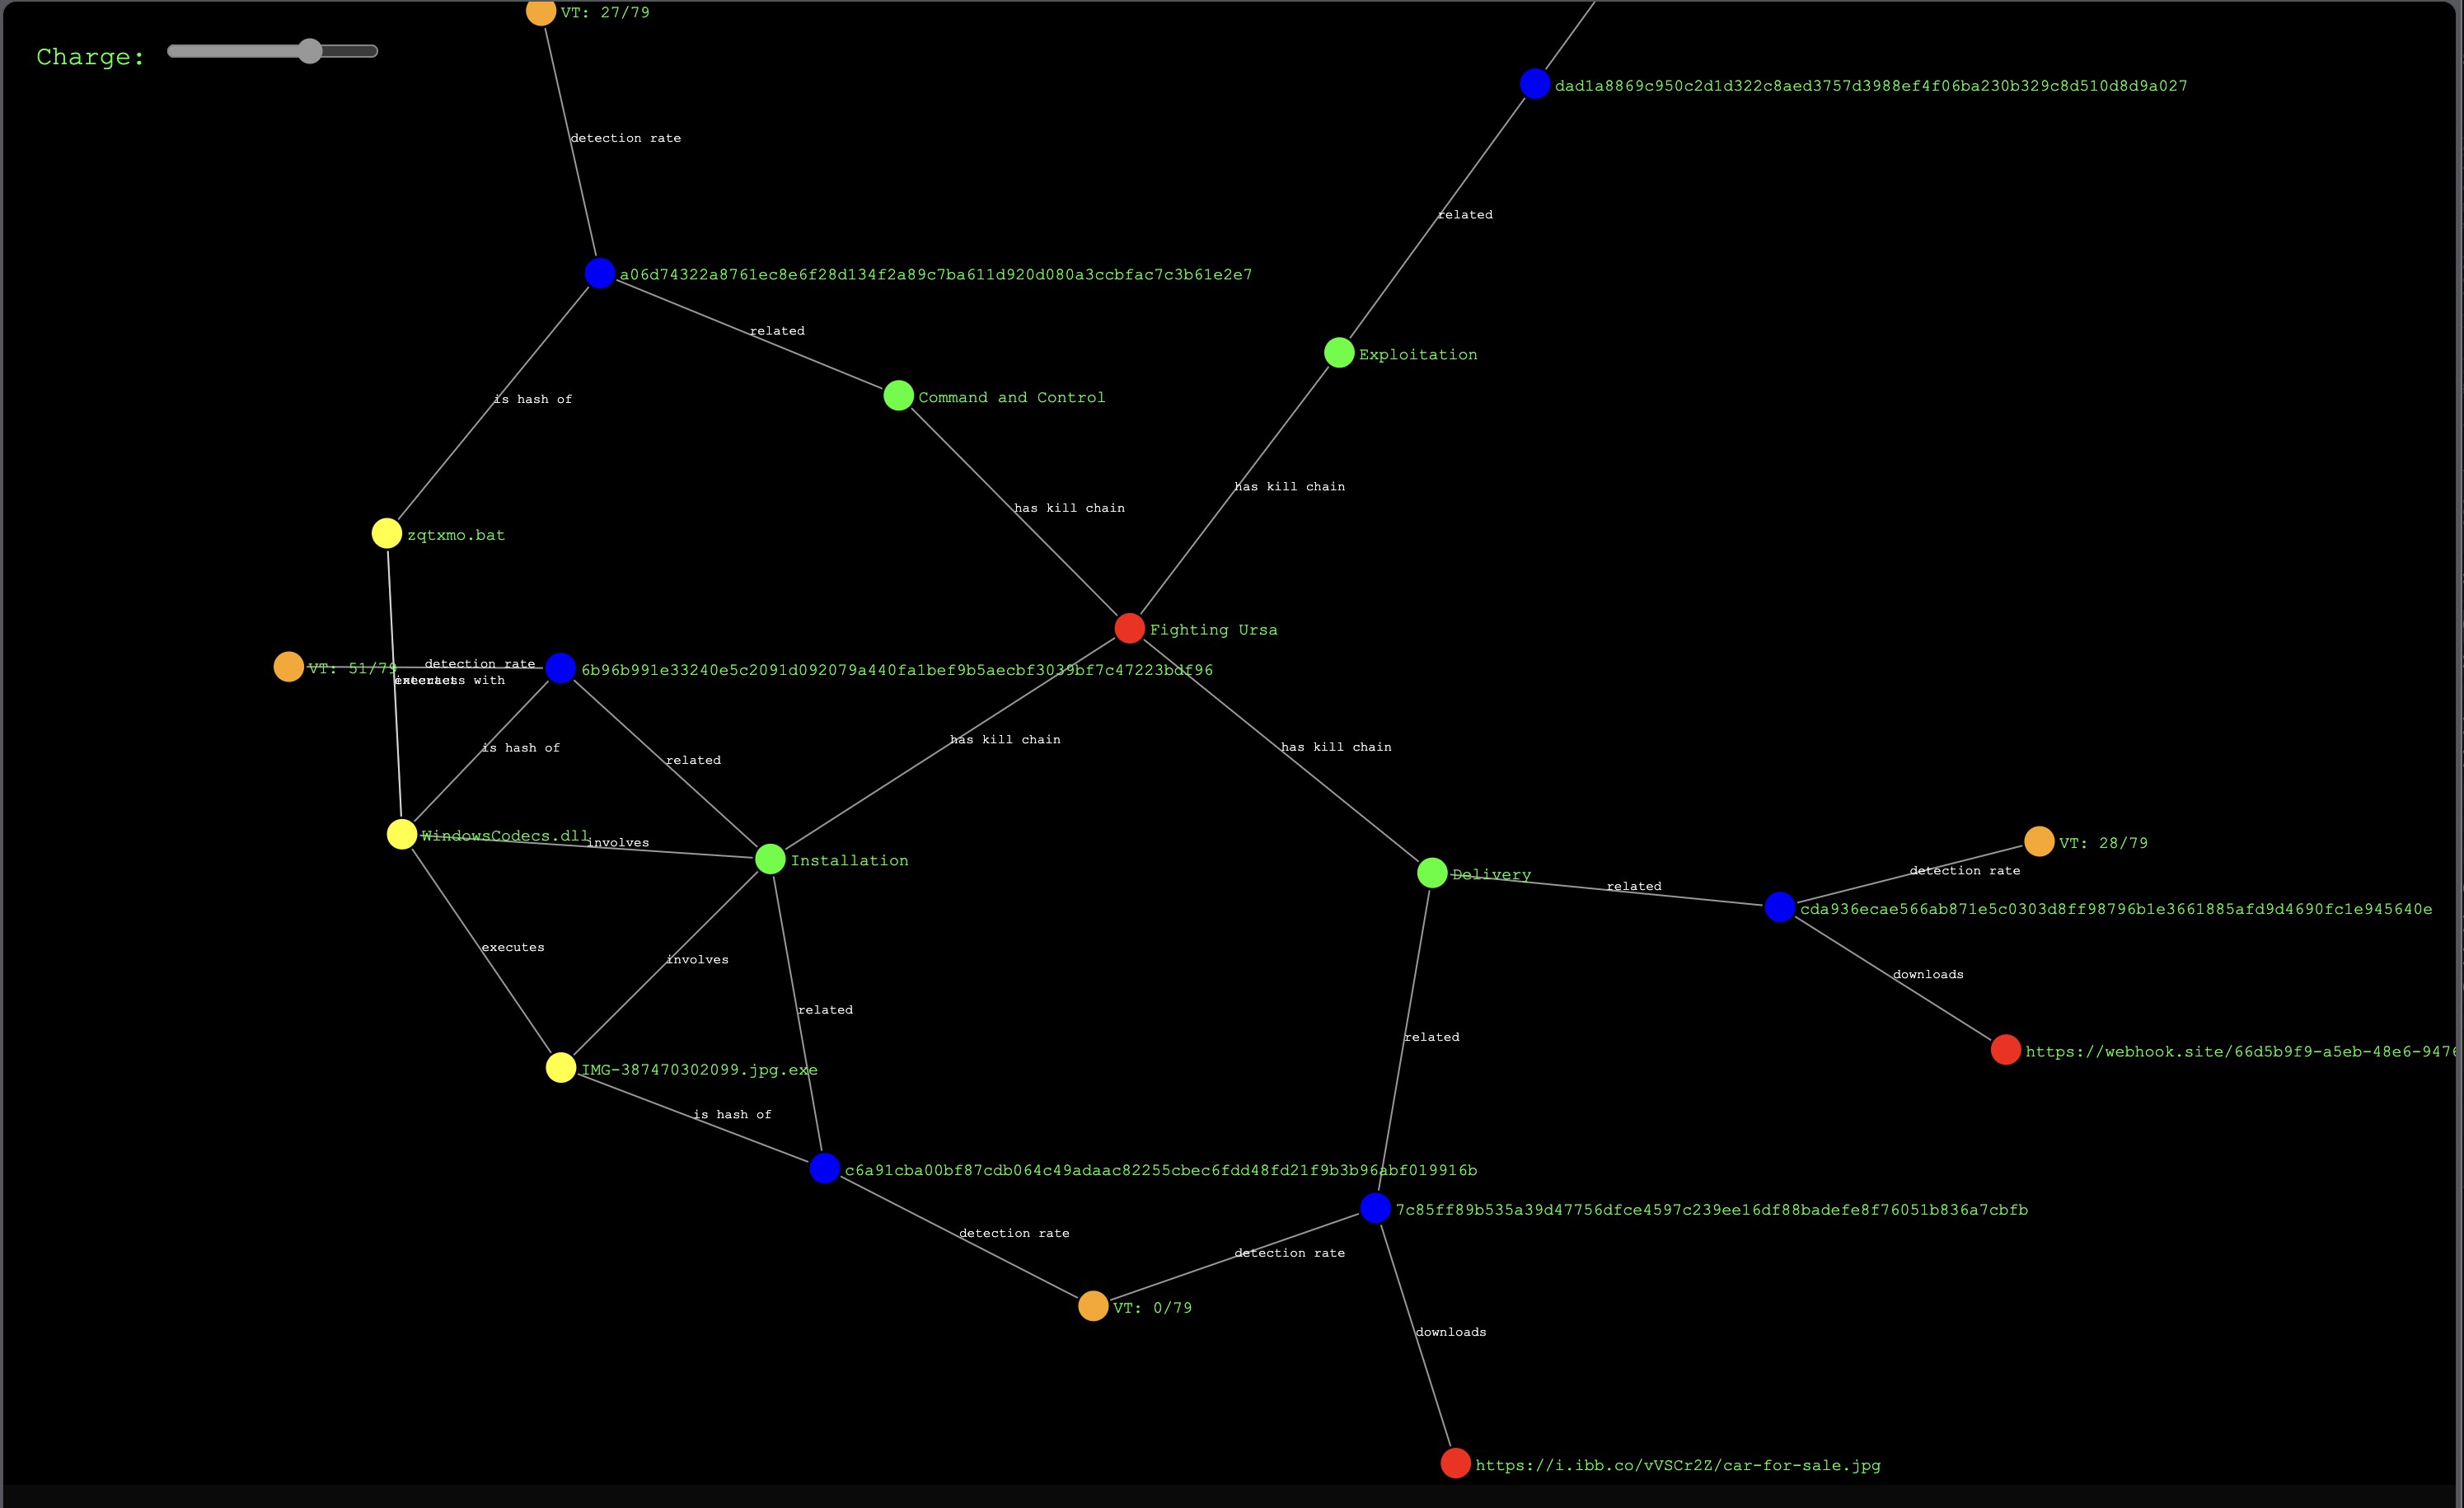 VT: 27/79
Charge:
dad1a8869c950c2d1d322c8aed3757d3988ef4f06ba230b329c8d510d8d9a027
detection rate
related
a06d74322a8761ec8e6f28d134f2a89c7ba611d920d080a3ccbfac7c3b61e2e7
related
Exploitation
Command and Control
is hash of
has kill chain
has kill chain
zqtxmo.bat
Fighting Ursa
VT: 51/79
detection rate
6b96b991e33240e5c2091d092079a440fa1bef9b5aecbf3039bf7c47223bdf96
with
is hash of
related
has kill chain
has kill chain
WindowsCodecs.dll
involves
Installation
Delivery
related
VT: 28/79
detection rate
cda936ecae566ab871e5c0303d8ff98796b1e3661885afd9d4690fc1e945640e
executes
involves
downloads
related
related
https://webhook.site/66d5b9f9-a5eb-48e6-9476
IMG-387470302099.jpg.exe
is hash of
c6a91cba00bf87cdb064c49adaac82255cbec6fdd48fd21f9b3b96abf019916b
7c85ff89b535a39d47756dfce4597c239ee16df88badefe8f76051b836a7cbfb
detection rate
detection rate
VT: 0/79
downloads
https://i.ibb.co/vVSCr2Z/car-for-sale.jpg